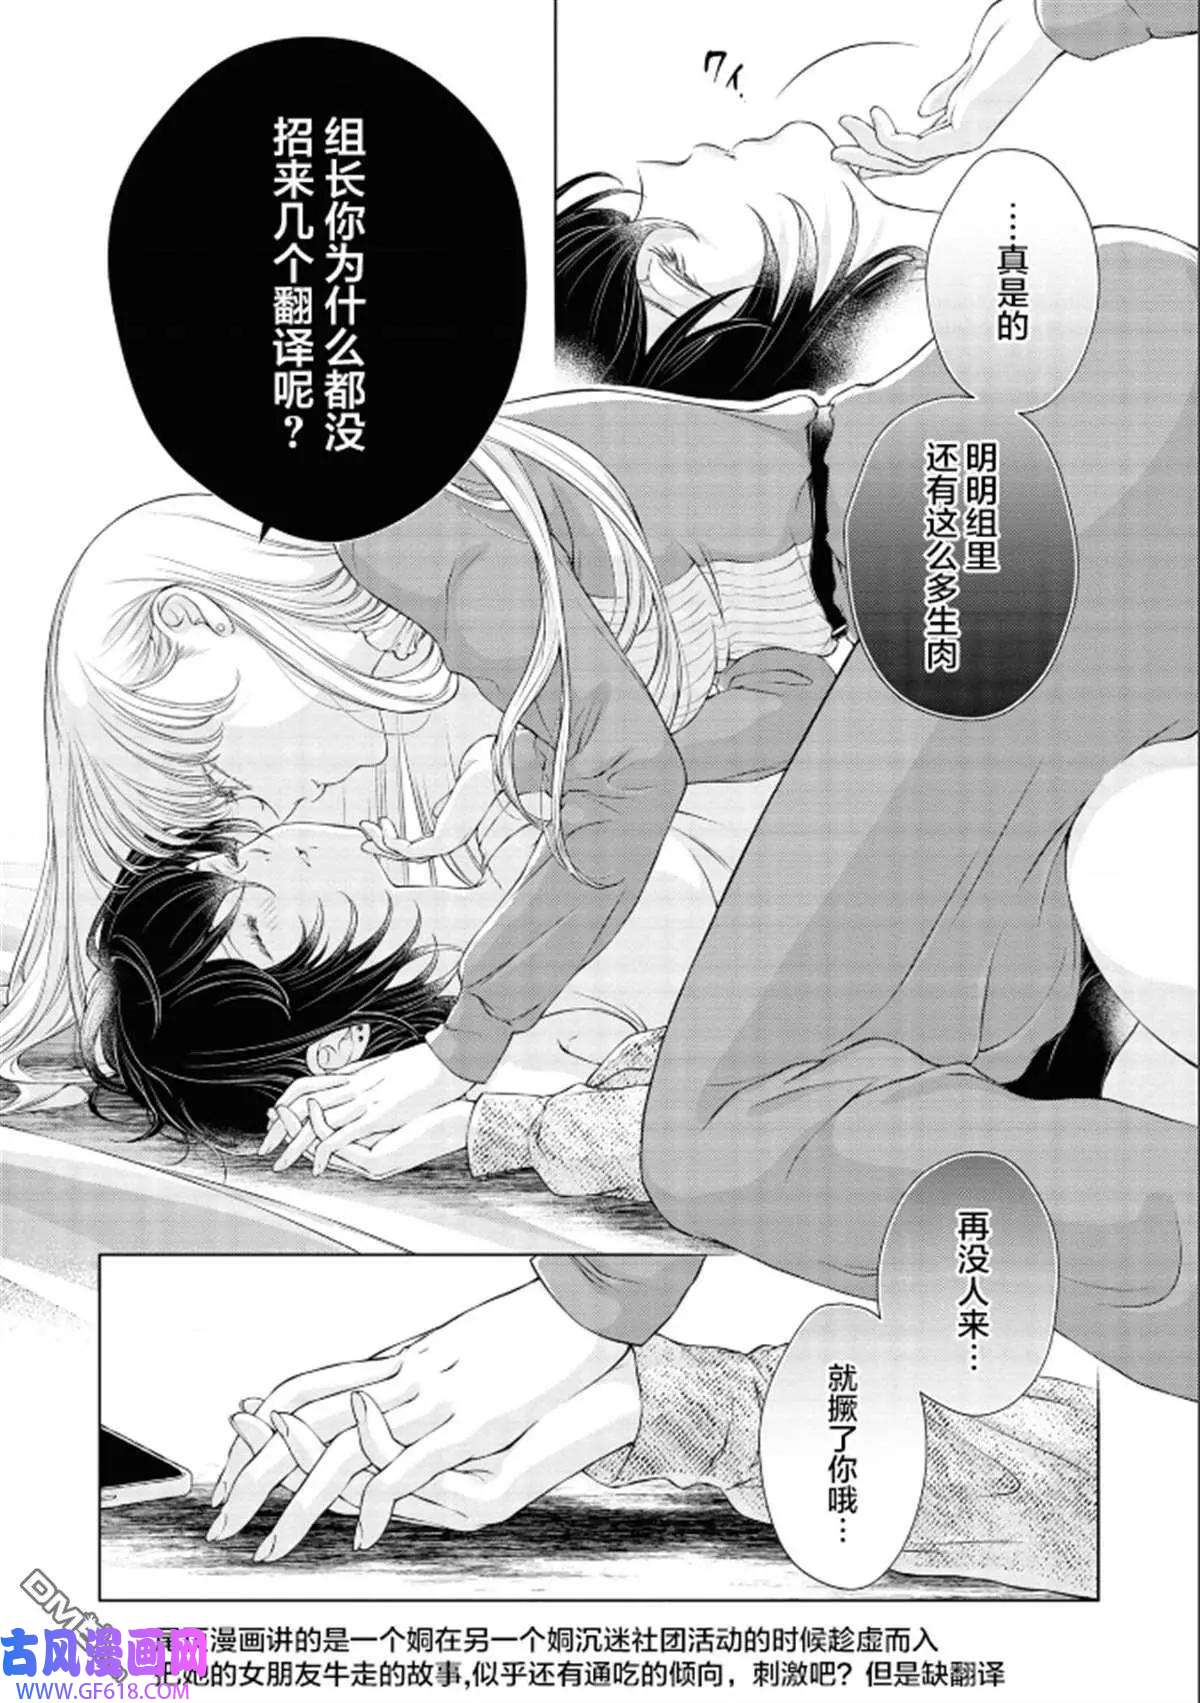 クイ
…真是的
明明组里
还有这么多生肉
组长你为什么都没
招来几个翻译呢？
再没人来…
就撅了你哦…
漫画讲的是一个姛在另一个姛沉迷社团活动的时候趁虚而入
把她的女朋友牛走的故事,似乎还有通吃的倾向，刺激吧？但是缺翻译
古风漫画网
WWW.GF618.COM